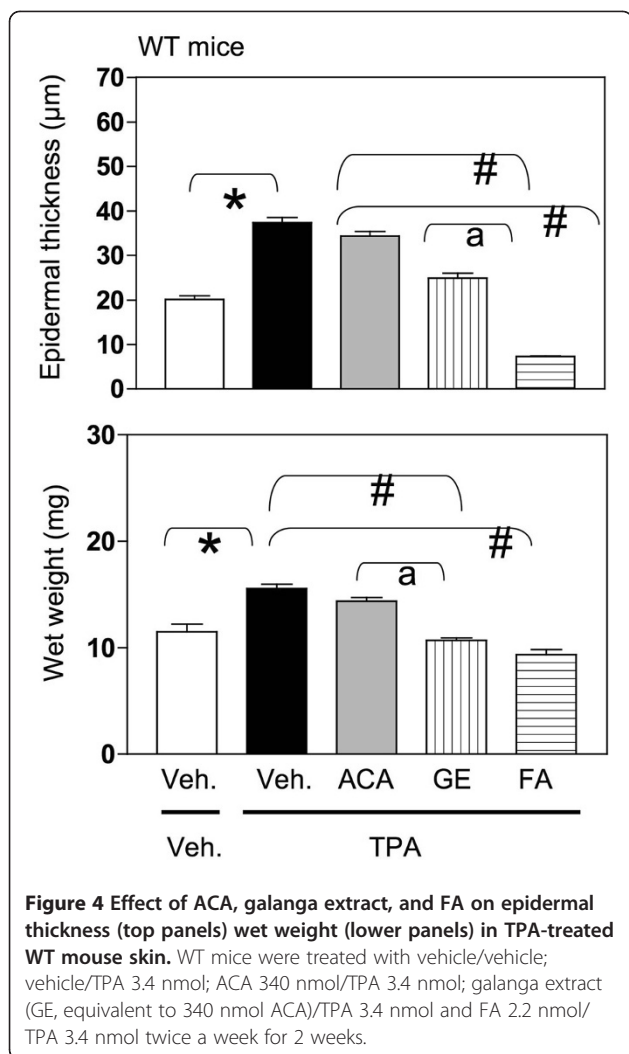 WT mice
70
60
50
40
30
20
10
0
Epidermal thickness (µm)
*
#
#
a
30
20
10
0
Wet weight (mg)
*
#
#
a
Veh. Veh. ACA GE FA
Veh. TPA
Figure 4 Effect of ACA, galanga extract, and FA on epidermal
thickness (top panels) wet weight (lower panels) in TPA-treated
WT mouse skin. WT mice were treated with vehicle/vehicle;
vehicle/TPA 3.4 nmol; ACA 340 nmol/TPA 3.4 nmol; galanga extract
(GE, equivalent to 340 nmol ACA)/TPA 3.4 nmol and FA 2.2 nmol/
TPA 3.4 nmol twice a week for 2 weeks.